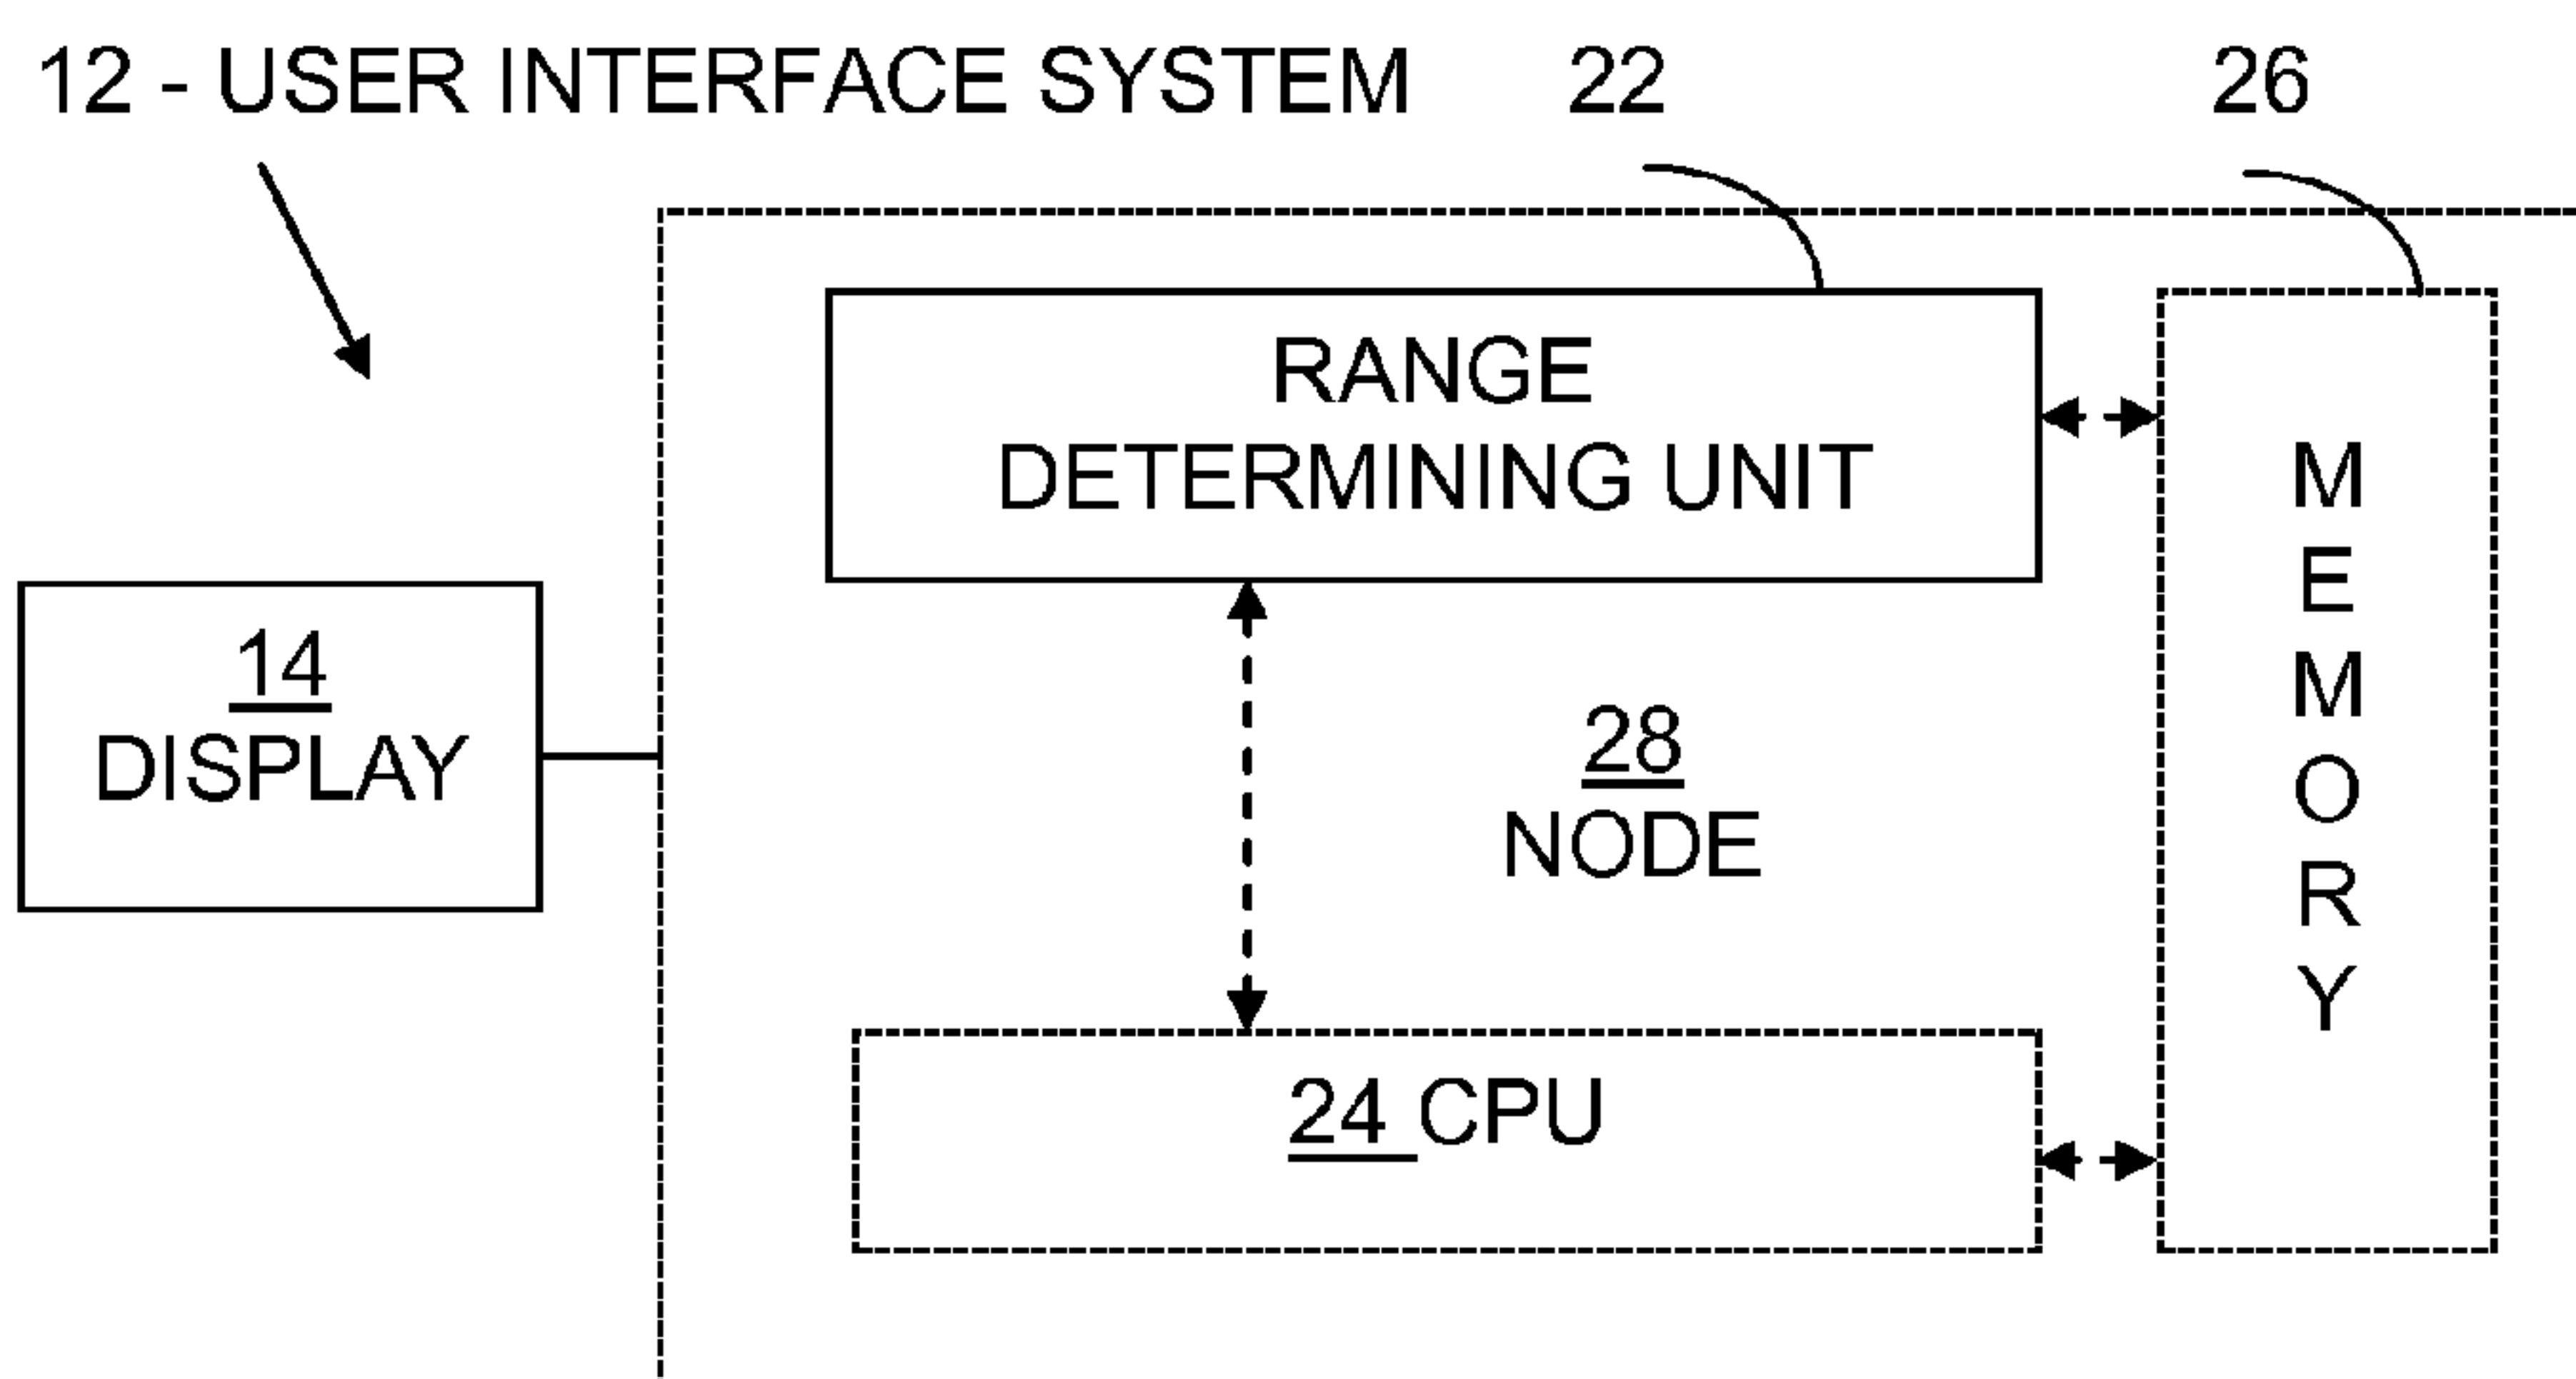 12 - USER INTERFACE SYSTEM
22
26
RANGE
DETERMINING UNIT
M
E
M
O
R
Y
14
DISPLAY
28
NODE
24 CPU